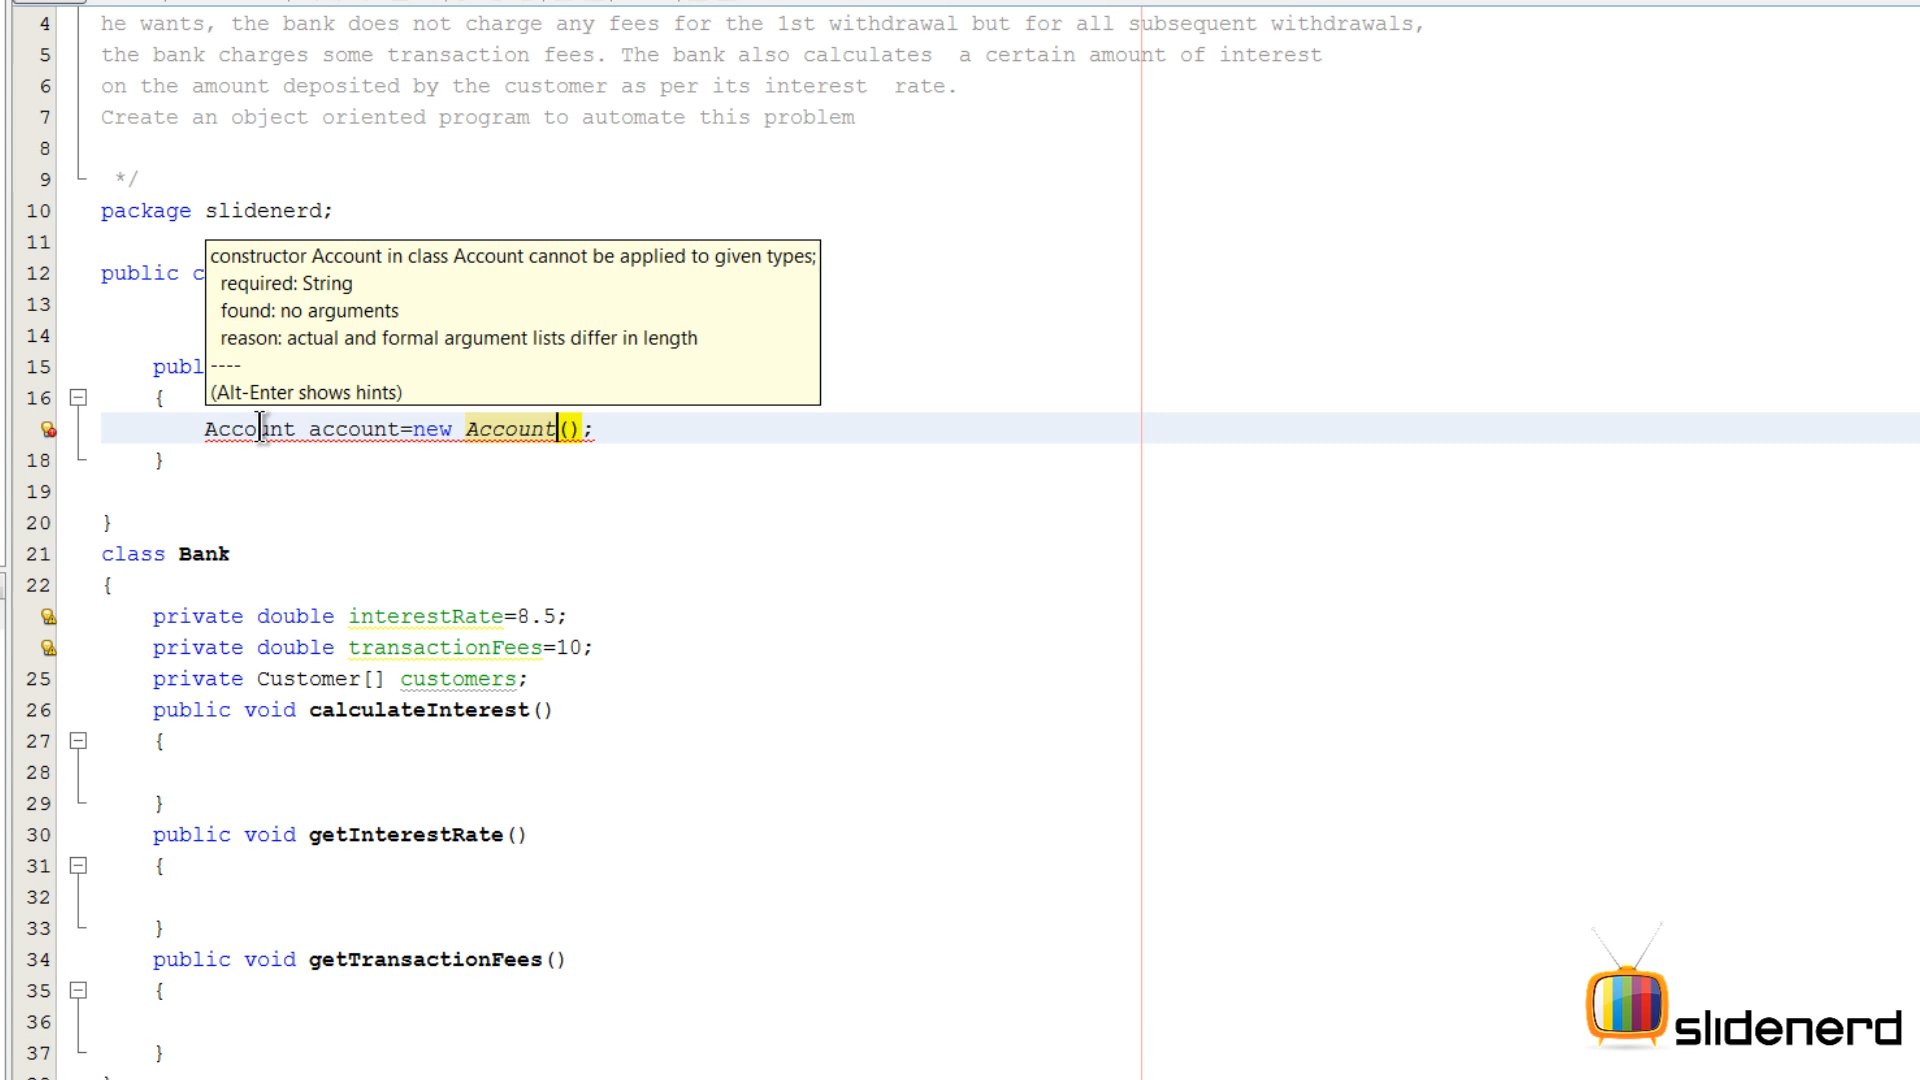 4 he wants, the bank does not charge any fees for the 1st withdrawal but for all subsequent withdrawals,
5 the bank charges some transaction fees. The bank also calculates  a certain amount of interest
6 on the amount deposited by the customer as per its interest  rate.
7 Create an object oriented program to automate this problem
8
9 */
10 package slidenerd;
11
constructor Account in class Account cannot be applied to given types;
12 public c
required: String
13
found: no arguments
14
reason: actual and formal argument lists differ in length
15 publ
----
16 {
(Alt-Enter shows hints)
Account account=new Account();
18 }
19
20 }
21 class Bank
22 {
private double interestRate=8.5;
private double transactionFees=10;
25 private Customer[] customers;
26 public void calculateInterest()
27 {
28
29 }
30 public void getInterestRate()
31 {
32
33 }
34 public void getTransactionFees()
35 {
36
37 }
slidenerd